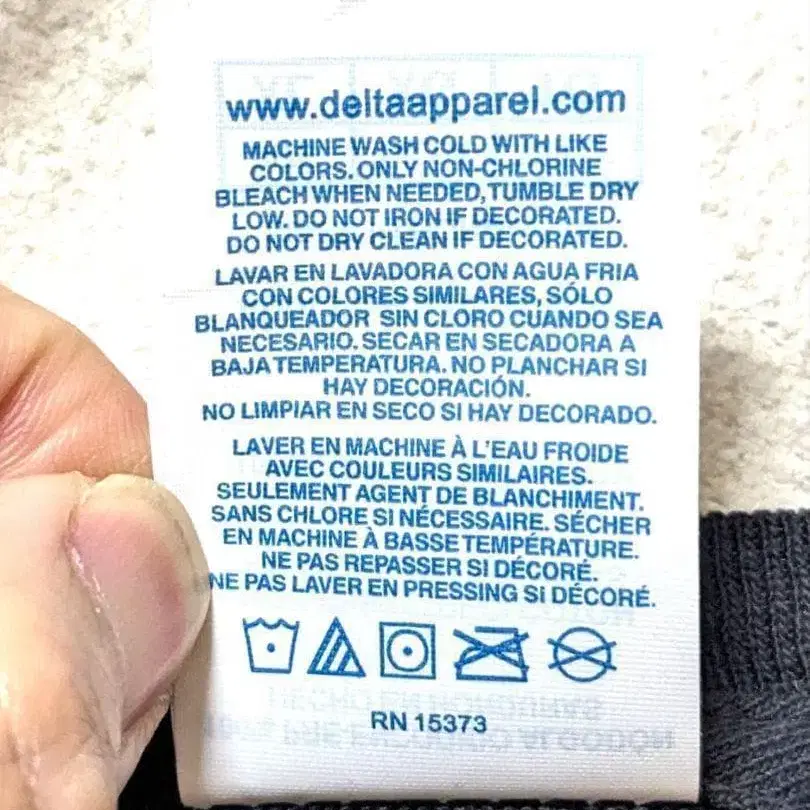 www.deltaapparel.com
MACHINE WASH COLD WITH LIKE
COLORS. ONLY NON-CHLORINE
BLEACH WHEN NEEDED, TUMBLE DRY
LOW. DO NOT IRON IF DECORATED.
DO NOT DRY CLEAN IF DECORATED.
LAVAR EN LAVADORA CON AGUA FRIA
CON COLORES SIMILARES, SÓLO
BLANQUEADOR SIN CLORO CUANDO SEA
NECESARIO. SECAR EN SECADORA A
BAJA TEMPERATURA. NO PLANCHAR SI
HAY DECORACIÓN.
NO LIMPIAR EN SECO SI HAY DECORADO.
LAVER EN MACHINE À L'EAU FROIDE
AVEC COULEURS SIMILAIRES.
SEULEMENT AGENT DE BLANCHIMENT.
SANS CHLORE SI NÉCESSAIRE. SÉCHER
EN MACHINE À BASSE TEMPÉRATURE.
NE PAS REPASSER SI DÉCORÉ.
NE PAS LAVER EN PRESSING SI DÉCORÉ.
RN 15373